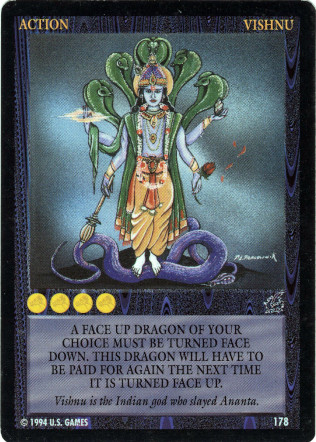 ACTION VISHNU
A FACE UP DRAGON OF YOUR
CHOICE MUST BE TURNED FACE
DOWN. THIS DRAGON WILL HAVE TO
BE PAID FOR AGAIN THE NEXT TIME
IT IS TURNED FACE UP.
Vishnu is the Indian god who slayed Ananta.
© 1994 U.S. GAMES 178